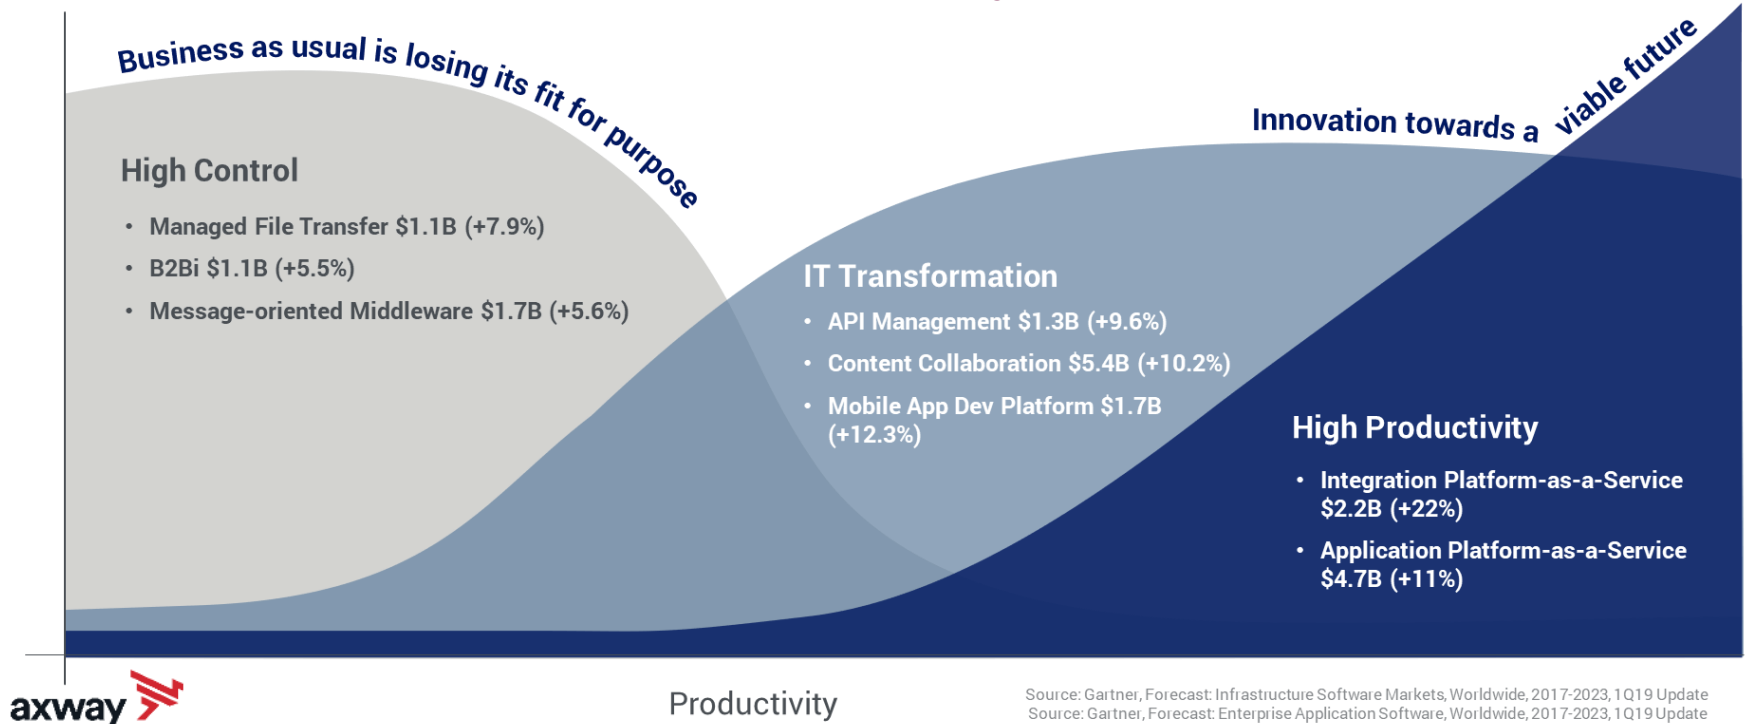 Business as usual is losing its fit for purpose
Innovation towards a viable future
High Control
• Managed File Transfer $1.1B (+7.9%)
• B2Bi $1.1B (+5.5%)
• Message-oriented Middleware $1.7B (+5.6%)
IT Transformation
• API Management $1.3B (+9.6%)
• Content Collaboration $5.4B (+10.2%)
• Mobile App Dev Platform $1.7B
(+12.3%)
High Productivity
• Integration Platform-as-a-Service
$2.2B (+22%)
• Application Platform-as-a-Service
$4.7B (+11%)
axway
Productivity
Source: Gartner, Forecast: Infrastructure Software Markets, Worldwide, 2017-2023, 1Q19 Update
Source: Gartner, Forecast: Enterprise Application Software, Worldwide, 2017-2023, 1Q19 Update